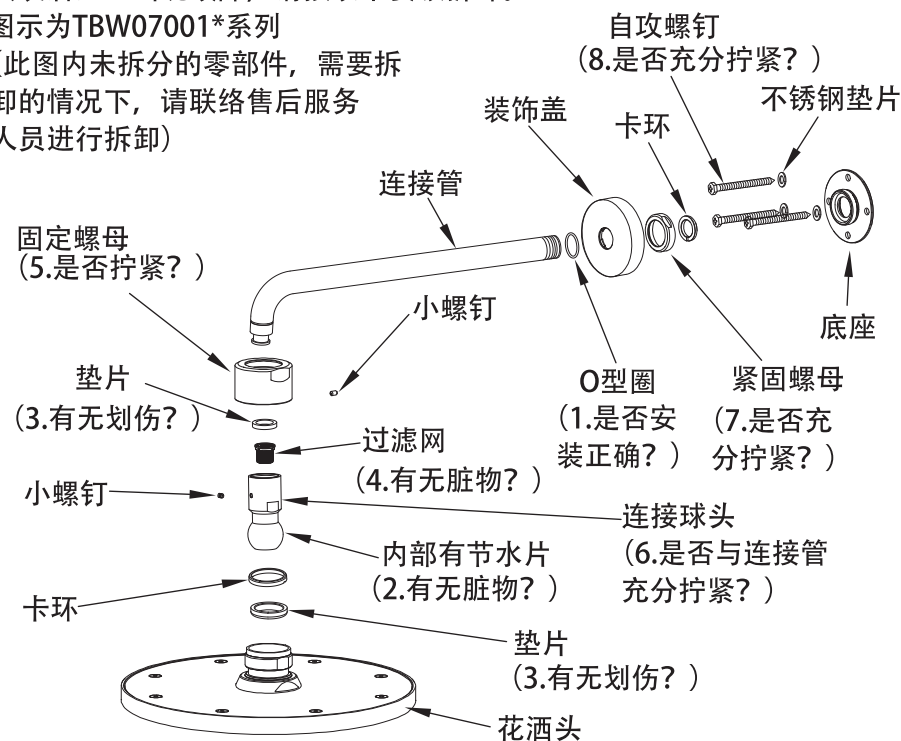 图示为TBW07001*系列
(此图内未拆分的零部件，需要拆
卸的情况下，请联络售后服务
人员进行拆卸）
自攻螺钉
（8.是否充分拧紧？）
不锈钢垫片
装饰盖
卡环
连接管
固定螺母
（5.是否拧紧？）
小螺钉
底座
垫片
（3.有无划伤？）
O型圈
（1.是否安
装正确？）
紧固螺母
（7.是否充
分拧紧？）
过滤网
（4.有无脏物？）
小螺钉
连接球头
（6.是否与连接管
充分拧紧？）
内部有节水片
（2.有无脏物？）
卡环
垫片
（3.有无划伤？）
花洒头